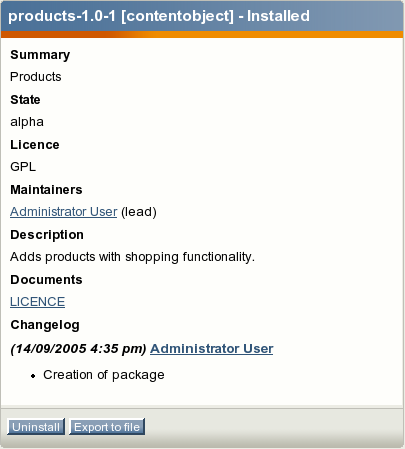 products-1.0-1 [contentobject] - Installed
Summary
Products
State
alpha
Licence
GPL
Maintainers
Administrator User (lead)
Description
Adds products with shopping functionality.
Documents
LICENCE
Changelog
(14/09/2005 4:35 pm) Administrator User
• Creation of package
Uninstall Export to file